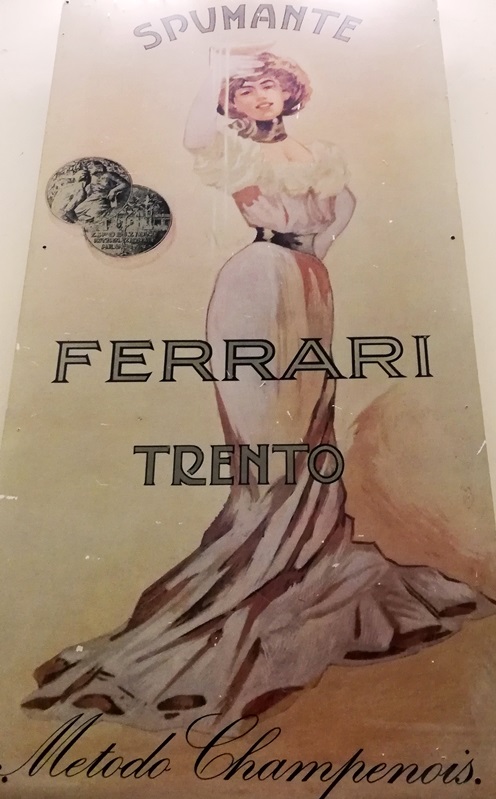 SPUMANTE
FERRARI
TRENTO
Metodo Champenois.